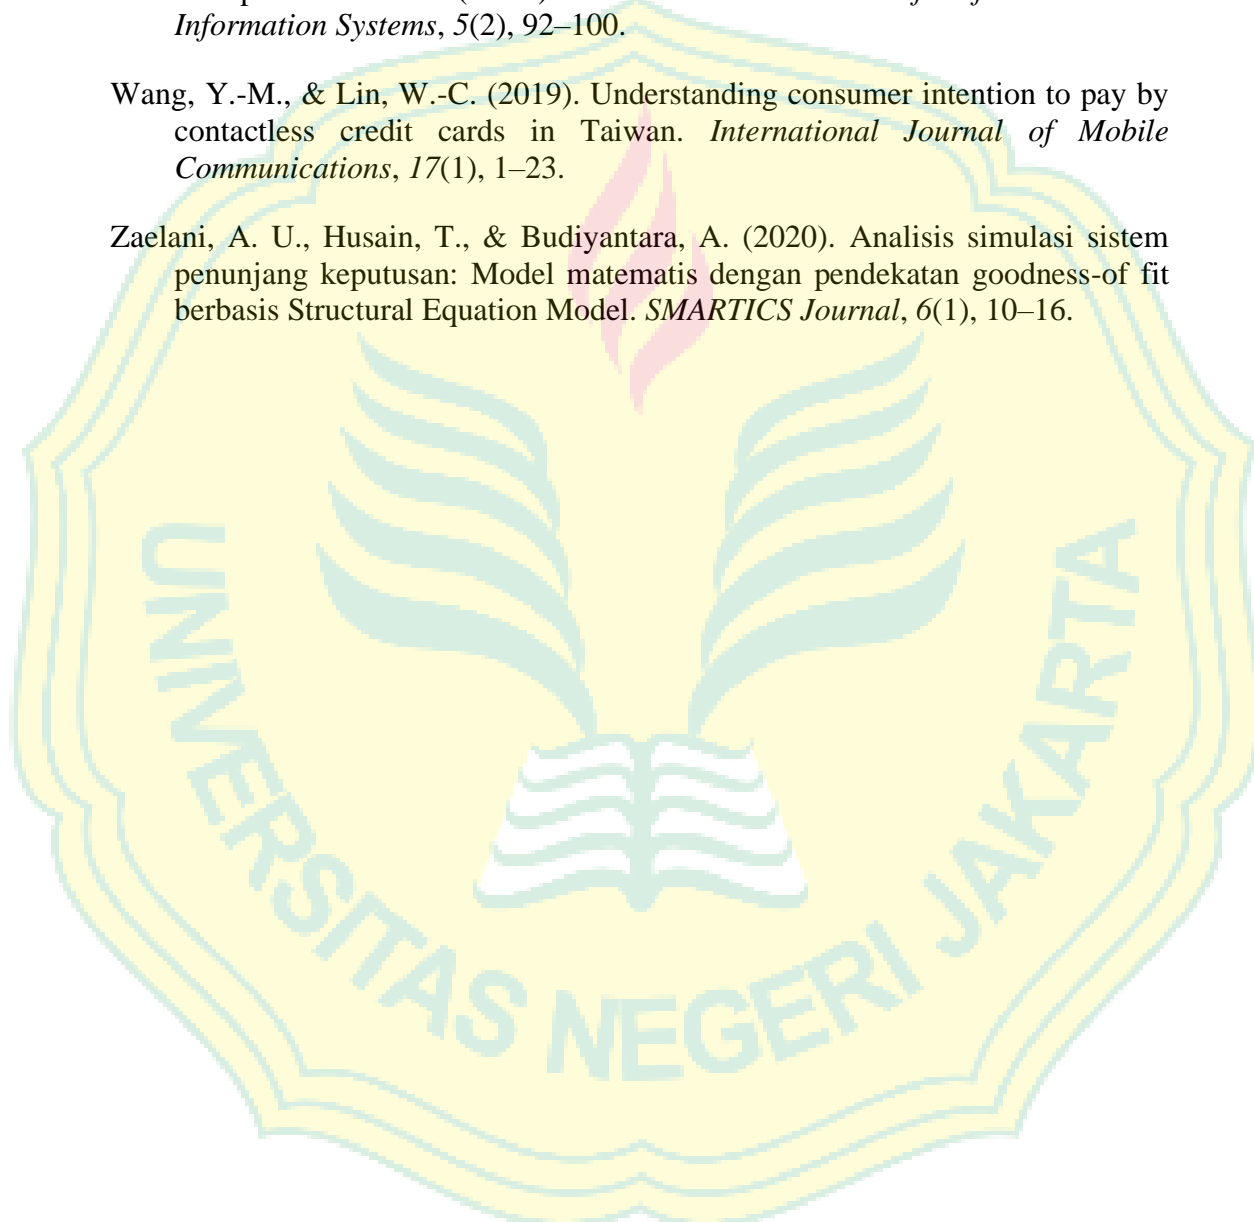 Information Systems, 5(2), 92–100.
Wang, Y.-M., & Lin, W.-C. (2019). Understanding consumer intention to pay by
contactless credit cards in Taiwan. International Journal of Mobile
Communications, 17(1), 1–23.
Zaelani, A. U., Husain, T., & Budiyantara, A. (2020). Analisis simulasi sistem
penunjang keputusan: Model matematis dengan pendekatan goodness-of fit
berbasis Structural Equation Model. SMARTICS Journal, 6(1), 10–16.
UNIVERSITAS NEGERI JAKARTA